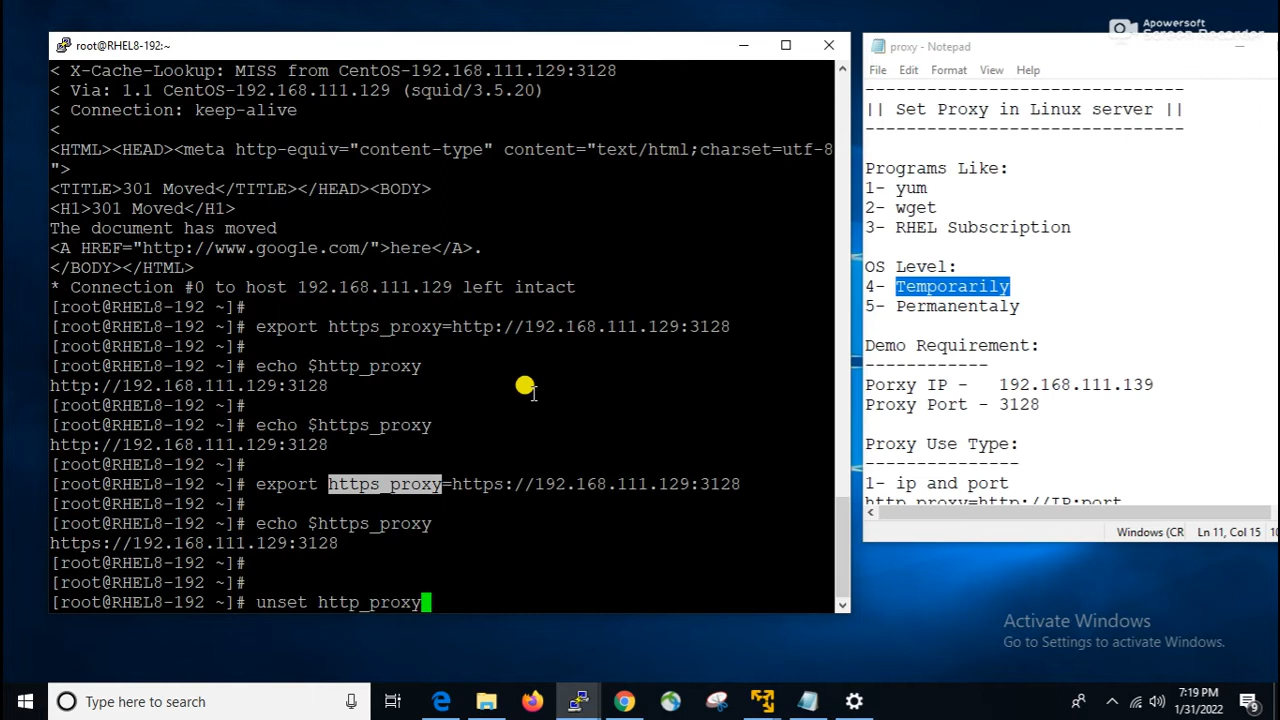 Apowersoft
Screen Recorder
root@RHEL8-192:~
< X-Cache-Lookup: MISS from CentOS-192.168.111.129:3128
< Via: 1.1 CentOS-192.168.111.129 (squid/3.5.20)
< Connection: keep-alive
<
<HTML><HEAD><meta http-equiv="content-type" content="text/html;charset=utf-8
">
<TITLE>301 Moved</TITLE></HEAD><BODY>
<H1>301 Moved</H1>
The document has moved
<A HREF="http://www.google.com/">here</A>.
</BODY></HTML>
* Connection #0 to host 192.168.111.129 left intact
[root@RHEL8-192 ~]#
[root@RHEL8-192 ~]# export https_proxy=http://192.168.111.129:3128
[root@RHEL8-192 ~]#
[root@RHEL8-192 ~]# echo $http_proxy
http://192.168.111.129:3128
[root@RHEL8-192 ~]#
[root@RHEL8-192 ~]# echo $https_proxy
http://192.168.111.129:3128
[root@RHEL8-192 ~]#
[root@RHEL8-192 ~]# export https_proxy=https://192.168.111.129:3128
[root@RHEL8-192 ~]#
[root@RHEL8-192 ~]# echo $https_proxy
https://192.168.111.129:3128
[root@RHEL8-192 ~]#
[root@RHEL8-192 ~]#
[root@RHEL8-192 ~]# unset http_proxy
proxy - Notepad
File Edit Format View Help
-------------------------------
|| Set Proxy in Linux server ||
-------------------------------
Programs Like:
1- yum
2- wget
3- RHEL Subscription
OS Level:
4- Temporarily
5- Permanentaly
Demo Requirement:
------------
Porxy IP - 192.168.111.139
Proxy Port - 3128
Proxy Use Type:
---------------
1- ip and port
http_proxy=http://IP:port
Windows (CR
Ln 11, Col 15
10
Activate Windows
Go to Settings to activate Windows.
Type here to search
7:19 PM
1/31/2022
9